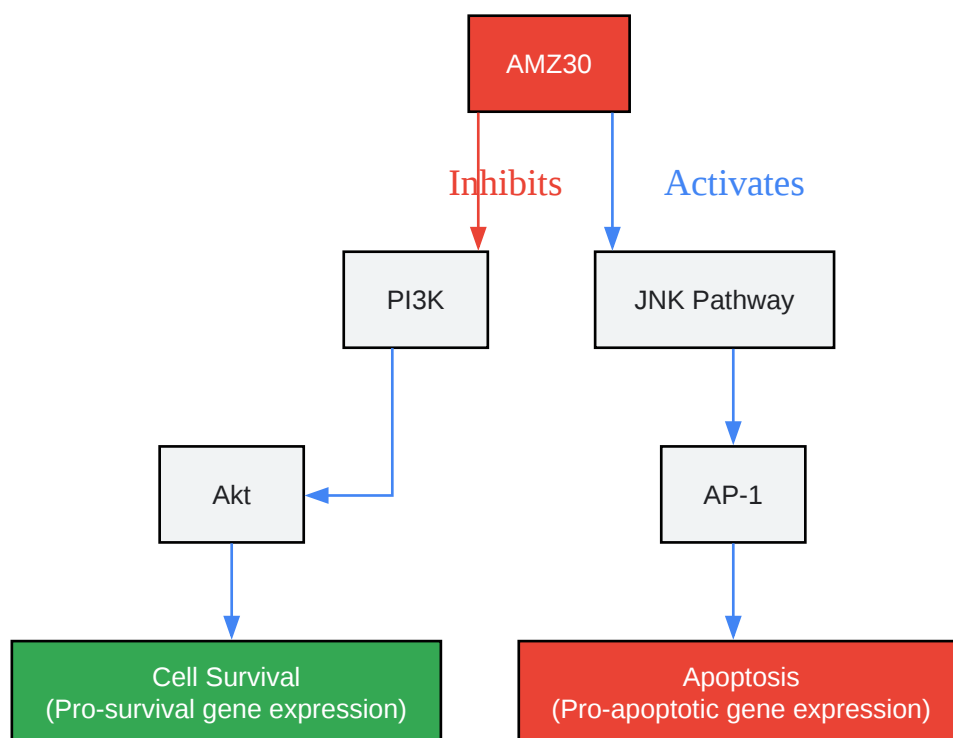 AMZ30
Inhibits
Activates
PI3K
JNK Pathway
Akt
AP-1
Cell Survival
(Pro-survival gene expression)
Apoptosis
(Pro-apoptotic gene expression)